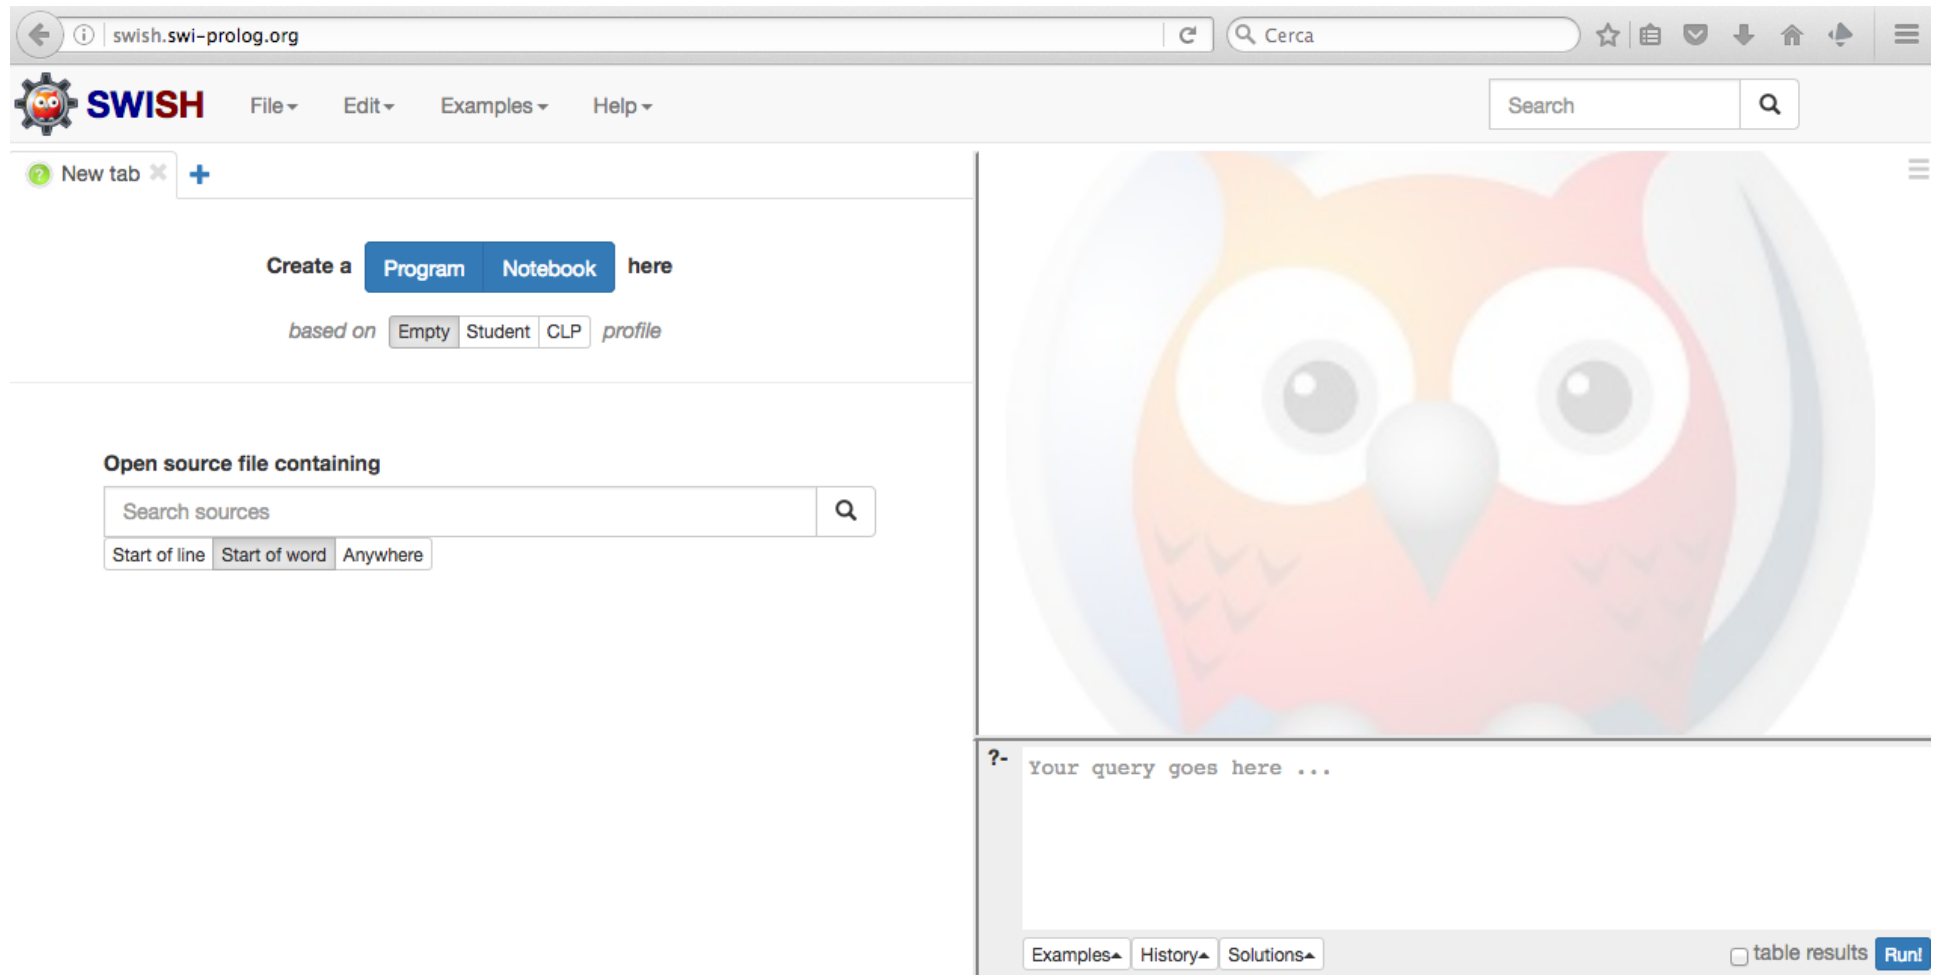 swish.swi-prolog.org
Cerca
SWISH File Edit Examples Help Search
New tab
Create a Program Notebook here
based on Empty Student CLP profile
Open source file containing
Search sources
Start of line Start of word Anywhere
?- Your query goes here ...
Examples History Solutions table results Run!